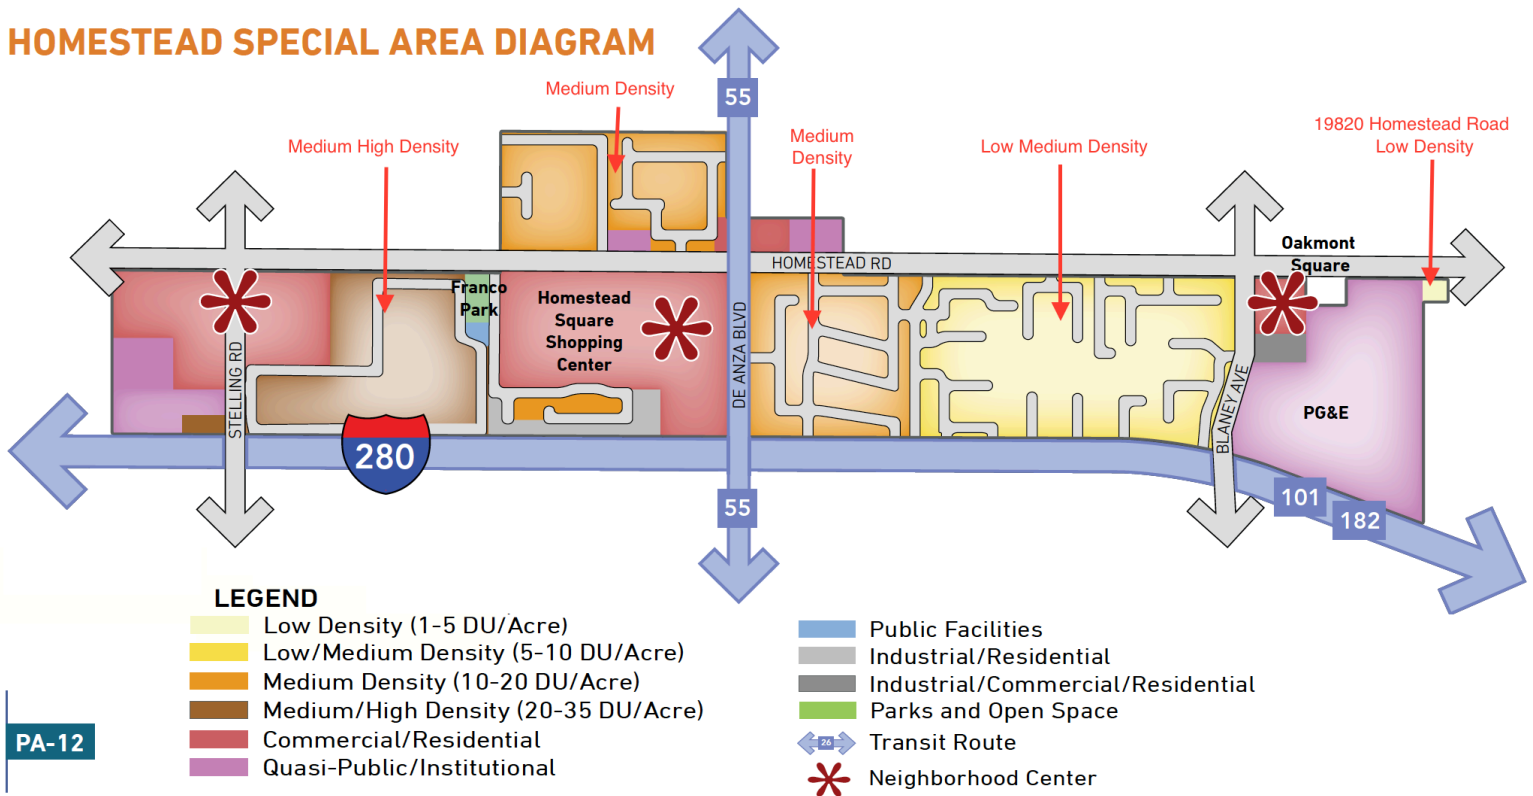 HOMESTEAD SPECIAL AREA DIAGRAM
55
Medium Density
Medium High Density
Medium
Density
Low Medium Density
19820 Homestead Road
Low Density
HOMESTEAD RD
Oakmont
Square
Franco
Park
Homestead
Square
Shopping
Center
STELLING RD
DE ANZA BLVD
BLANEY AVE
PG&E
280
55
101
182
LEGEND
Low Density (1-5 DU/Acre)
Low/Medium Density (5-10 DU/Acre)
Medium Density (10-20 DU/Acre)
Medium/High Density (20-35 DU/Acre)
Commercial/Residential
Quasi-Public/Institutional
Public Facilities
Industrial/Residential
Industrial/Commercial/Residential
Parks and Open Space
26
Transit Route
Neighborhood Center
PA-12